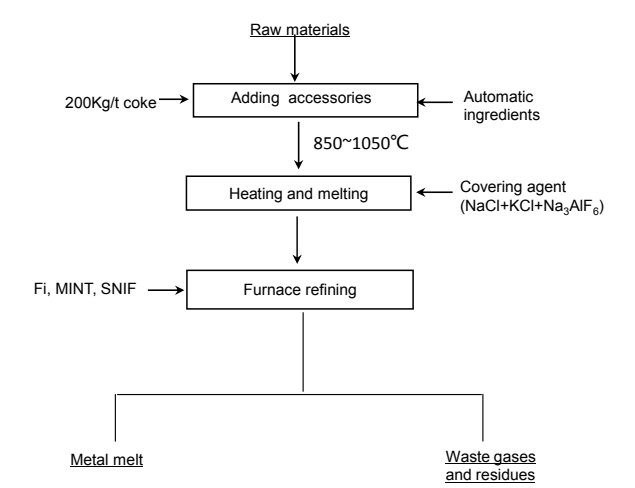 Raw materials
200Kg/t coke
Adding accessories
Automatic
ingredients
850~1050℃
Heating and melting
Covering agent
(NaCl+KCl+Na₃AlF₆)
Fi, MINT, SNIF
Furnace refining
Metal melt
Waste gases
and residues